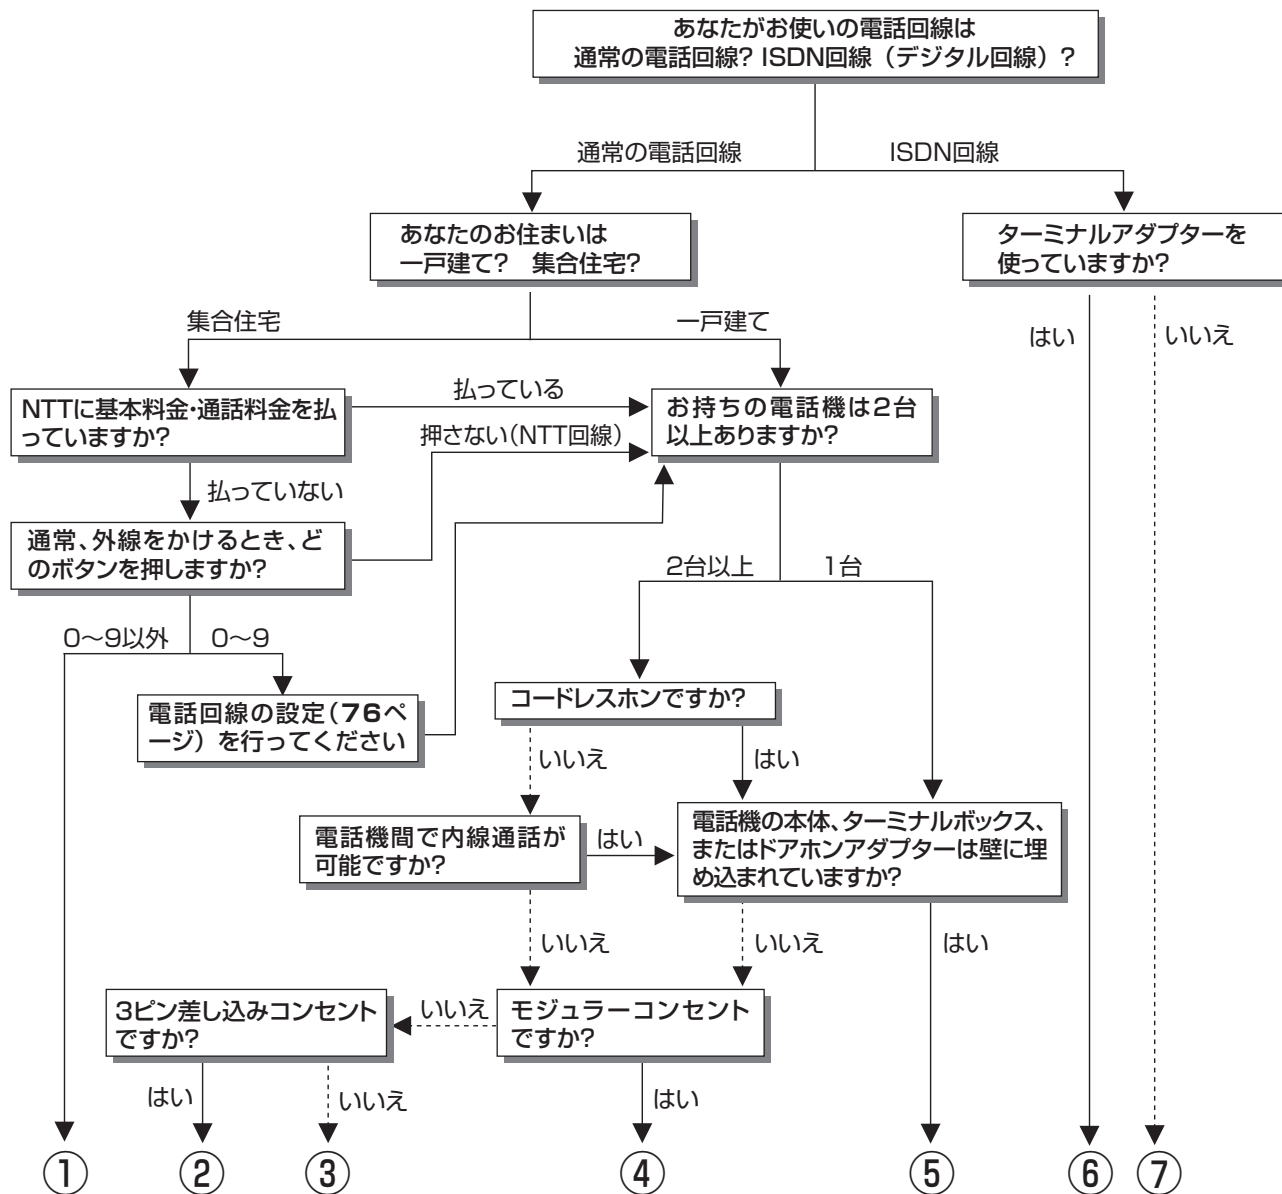 あなたがお使いの電話回線は
通常の電話回線? ISDN回線（デジタル回線）?
通常の電話回線
ISDN回線
あなたのお住まいは
一戸建て?　集合住宅?
ターミナルアダプターを
使っていますか?
集合住宅
一戸建て
はい
いいえ
NTTに基本料金・通話料金を払
っていますか?
払っている
お持ちの電話機は2台
以上ありますか?
押さない（NTT回線）
払っていない
通常、外線をかけるとき、ど
のボタンを押しますか?
2台以上
1台
0～9以外
0～9
電話回線の設定（76ペ
ージ）を行ってください
コードレスホンですか?
いいえ
はい
電話機間で内線通話が
可能ですか?
はい
電話機の本体、ターミナルボックス、
またはドアホンアダプターは壁に埋
め込まれていますか?
いいえ
いいえ
はい
3ピン差し込みコンセント
ですか?
いいえ
モジュラーコンセント
ですか?
はい
いいえ
はい
①
②
③
④
⑤
⑥
⑦